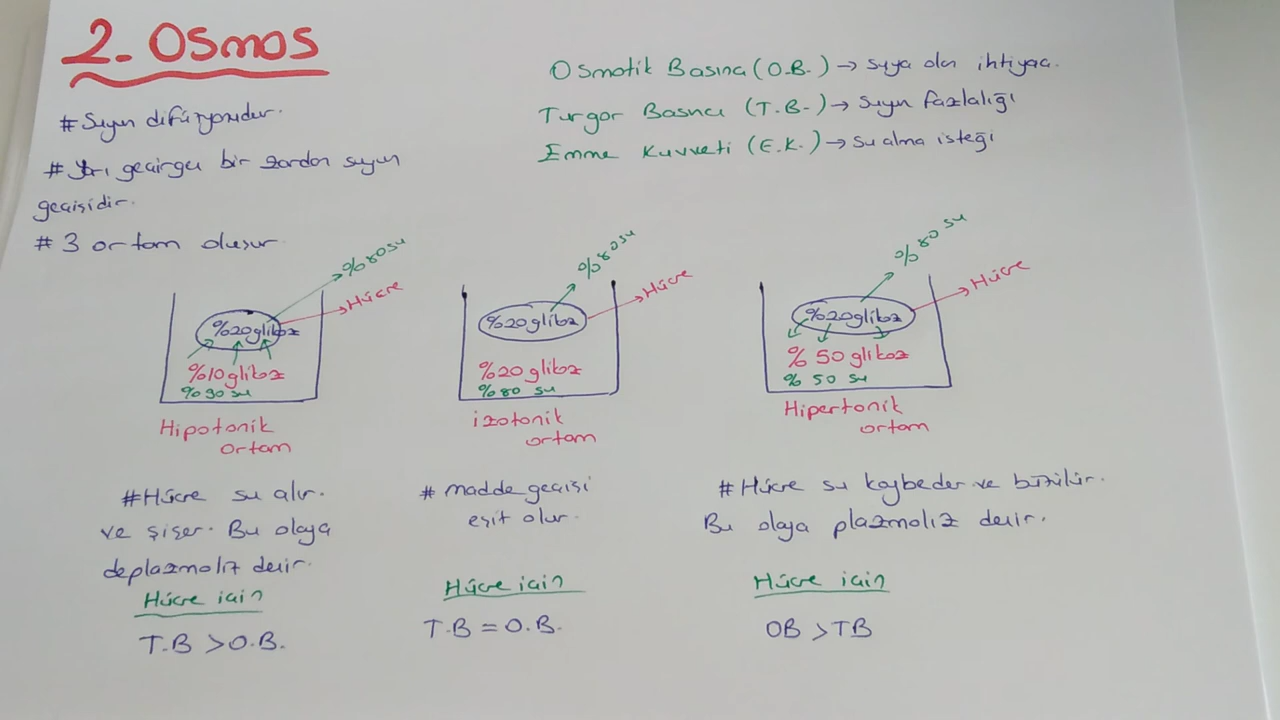 2. Osmos
Osmotik Basınç (O.B.) → suya olan ihtiyaç.
Turgor Basıncı (T.B.) → Suyun fazlalığı
Emme Kuvveti (E.K.) → su alma isteği
# Suyun difüzyonudur.
# Yarı geçirgen bir zardan suyun
geçişidir.
# 3 ortam oluşur
%80 su
Hücre
%20 glikoz
%10 glikoz
%90 su
Hipotonik
ortam
%80 su
Hücre
%20 glikoz
%20 glikoz
%80 su
izotonik
ortam
%80 su
Hücre
%20 glikoz
%50 glikoz
%50 su
Hipertonik
ortam
# Hücre su alır.
ve şişer. Bu olaya
deplazmoliz denir.
Hücre için
T.B > O.B.
# madde geçişi
eşit olur.
Hücre için
T.B = O.B.
# Hücre su kaybeder ve büzülür.
Bu olaya plazmoliz denir.
Hücre için
OB > TB